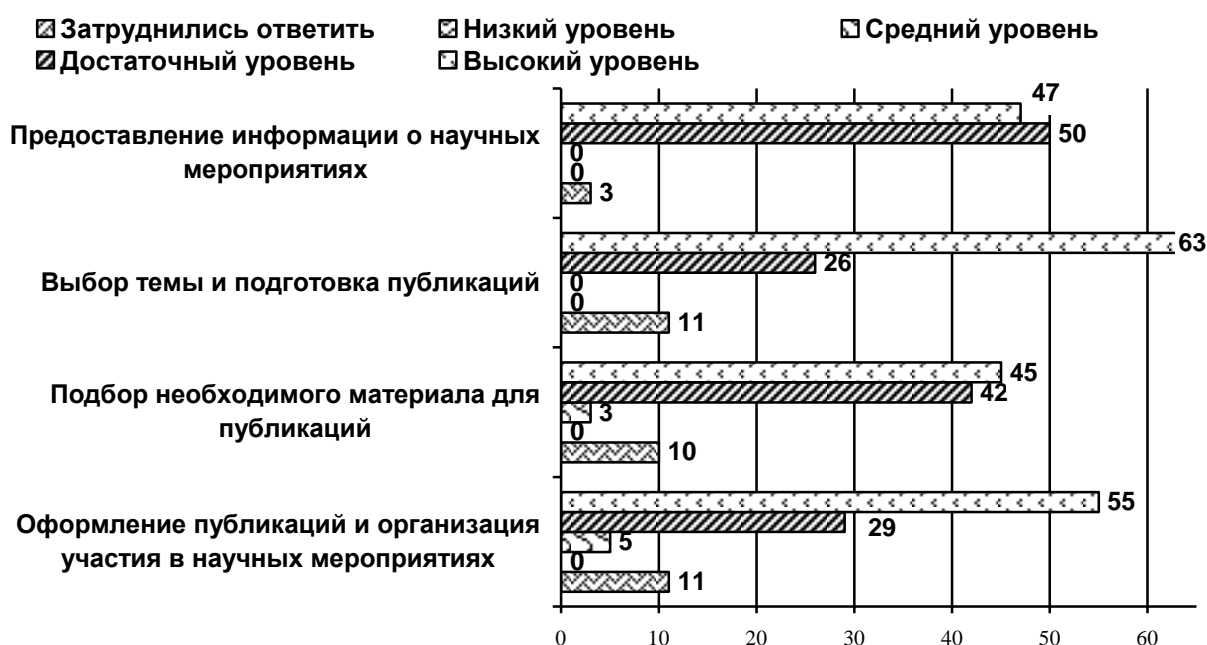 Затруднились ответить Низкий уровень Средний уровень
Достаточный уровень Высокий уровень
47
Предоставление информации о научных
мероприятиях
50
0
0
3
63
Выбор темы и подготовка публикаций
26
0
0
11
45
Подбор необходимого материала для
публикаций
42
3
0
10
55
Оформление публикаций и организация
участия в научных мероприятиях
29
5
0
11
0 10 20 30 40 50 60